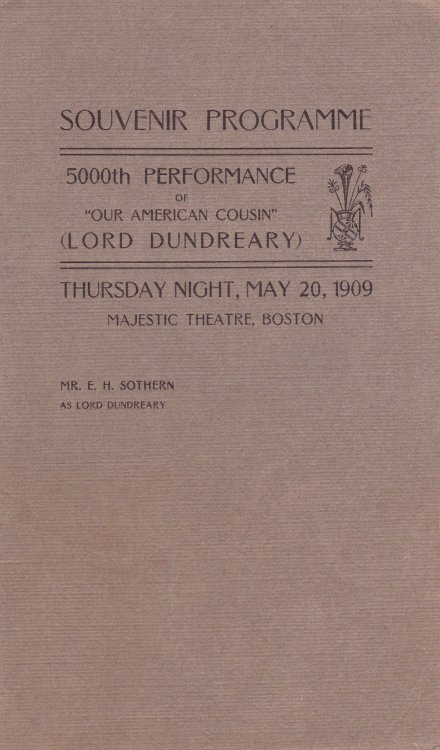 SOUVENIR PROGRAMME
5000th PERFORMANCE
OF
"OUR AMERICAN COUSIN"
(LORD DUNDREARY)
THURSDAY NIGHT, MAY 20, 1909
MAJESTIC THEATRE, BOSTON
MR. E. H. SOTHERN
AS LORD DUNDREARY